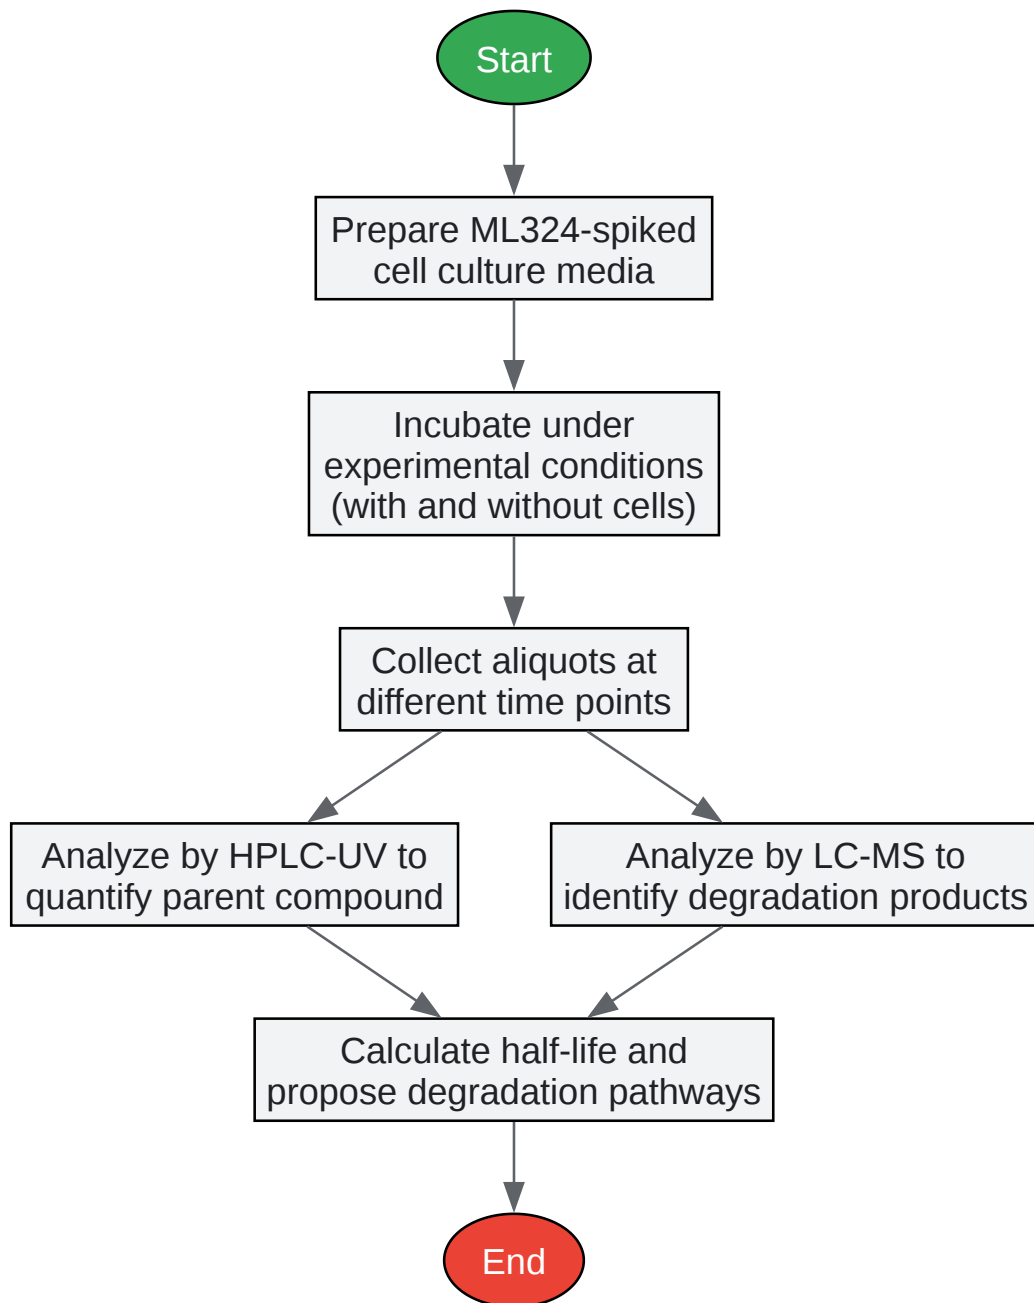 Start
Prepare ML324-spiked
cell culture media
Incubate under
experimental conditions
(with and without cells)
Collect aliquots at
different time points
Analyze by HPLC-UV to
quantify parent compound
Analyze by LC-MS to
identify degradation products
Calculate half-life and
propose degradation pathways
End